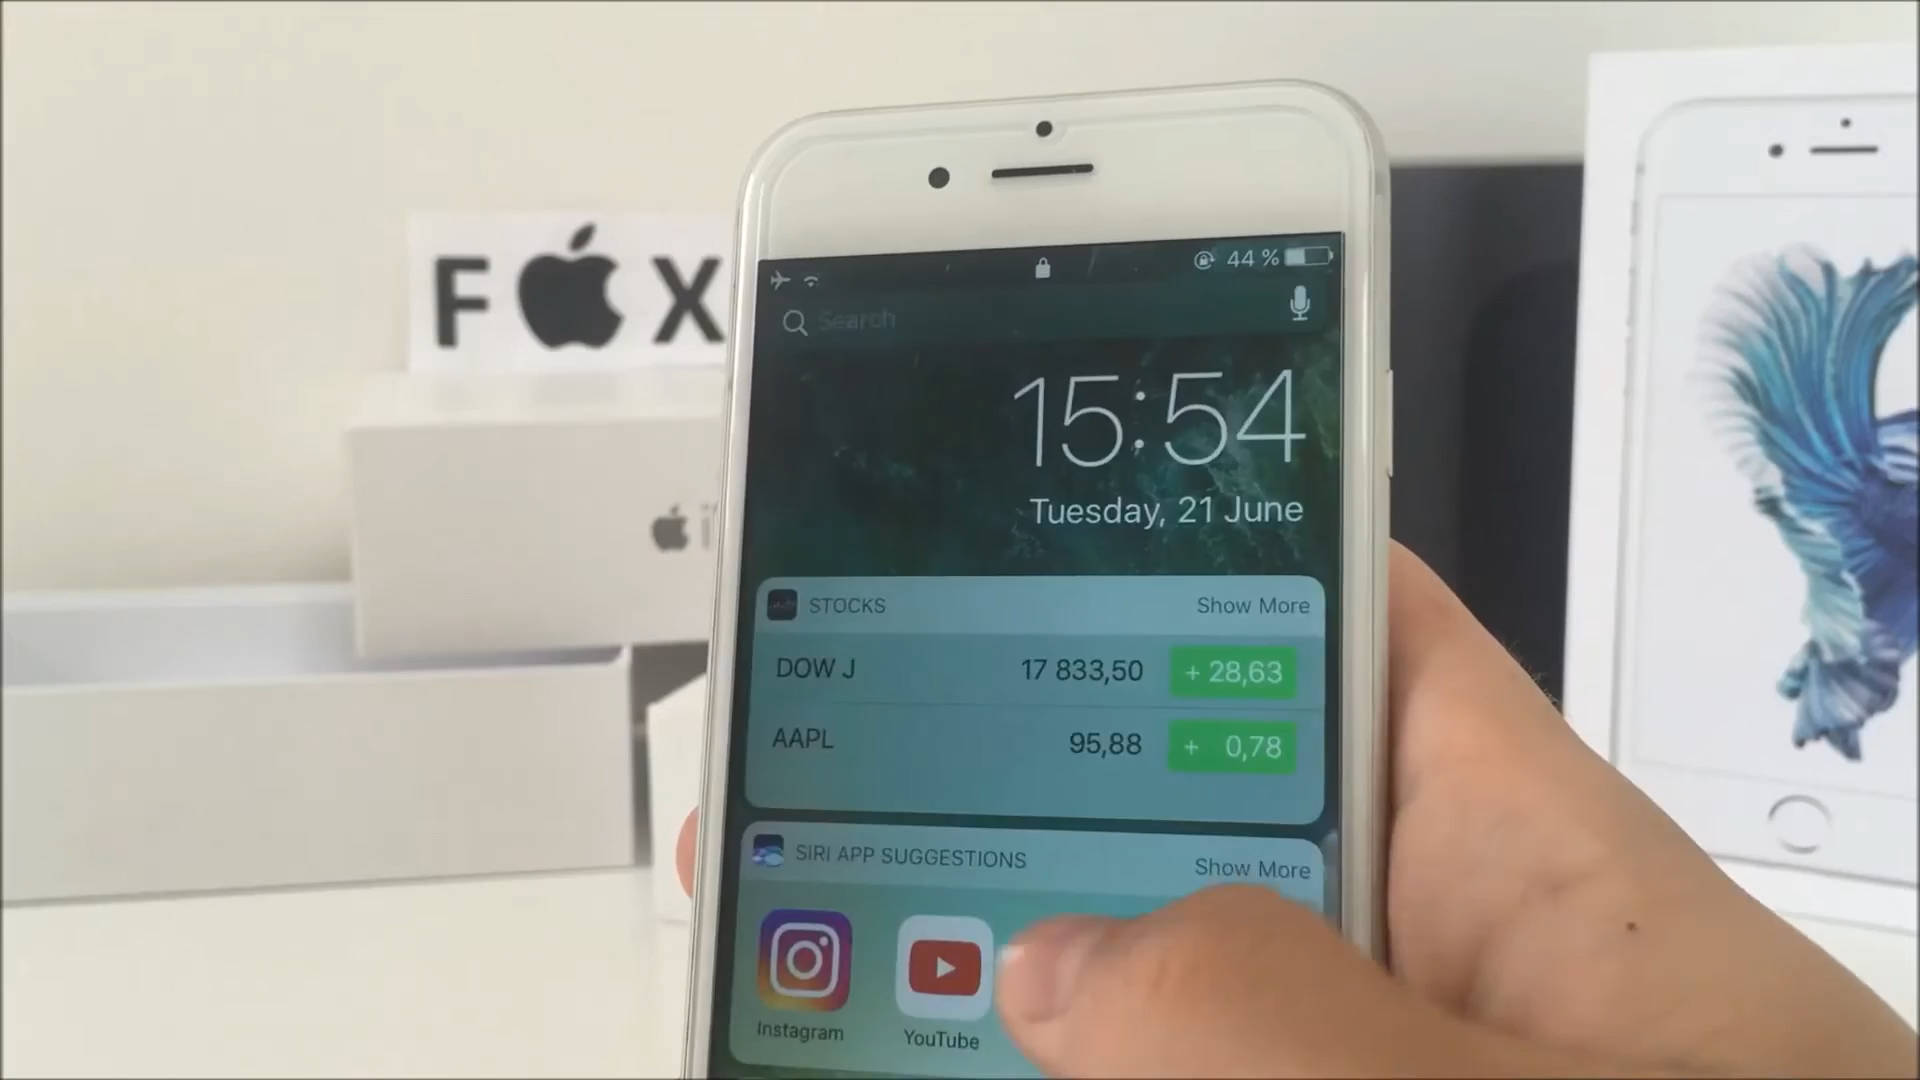 F X
44 %
Search
15:54
Tuesday, 21 June
STOCKS Show More
DOW J 17 833,50 + 28,63
AAPL 95,88 + 0,78
SIRI APP SUGGESTIONS Show More
Instagram YouTube